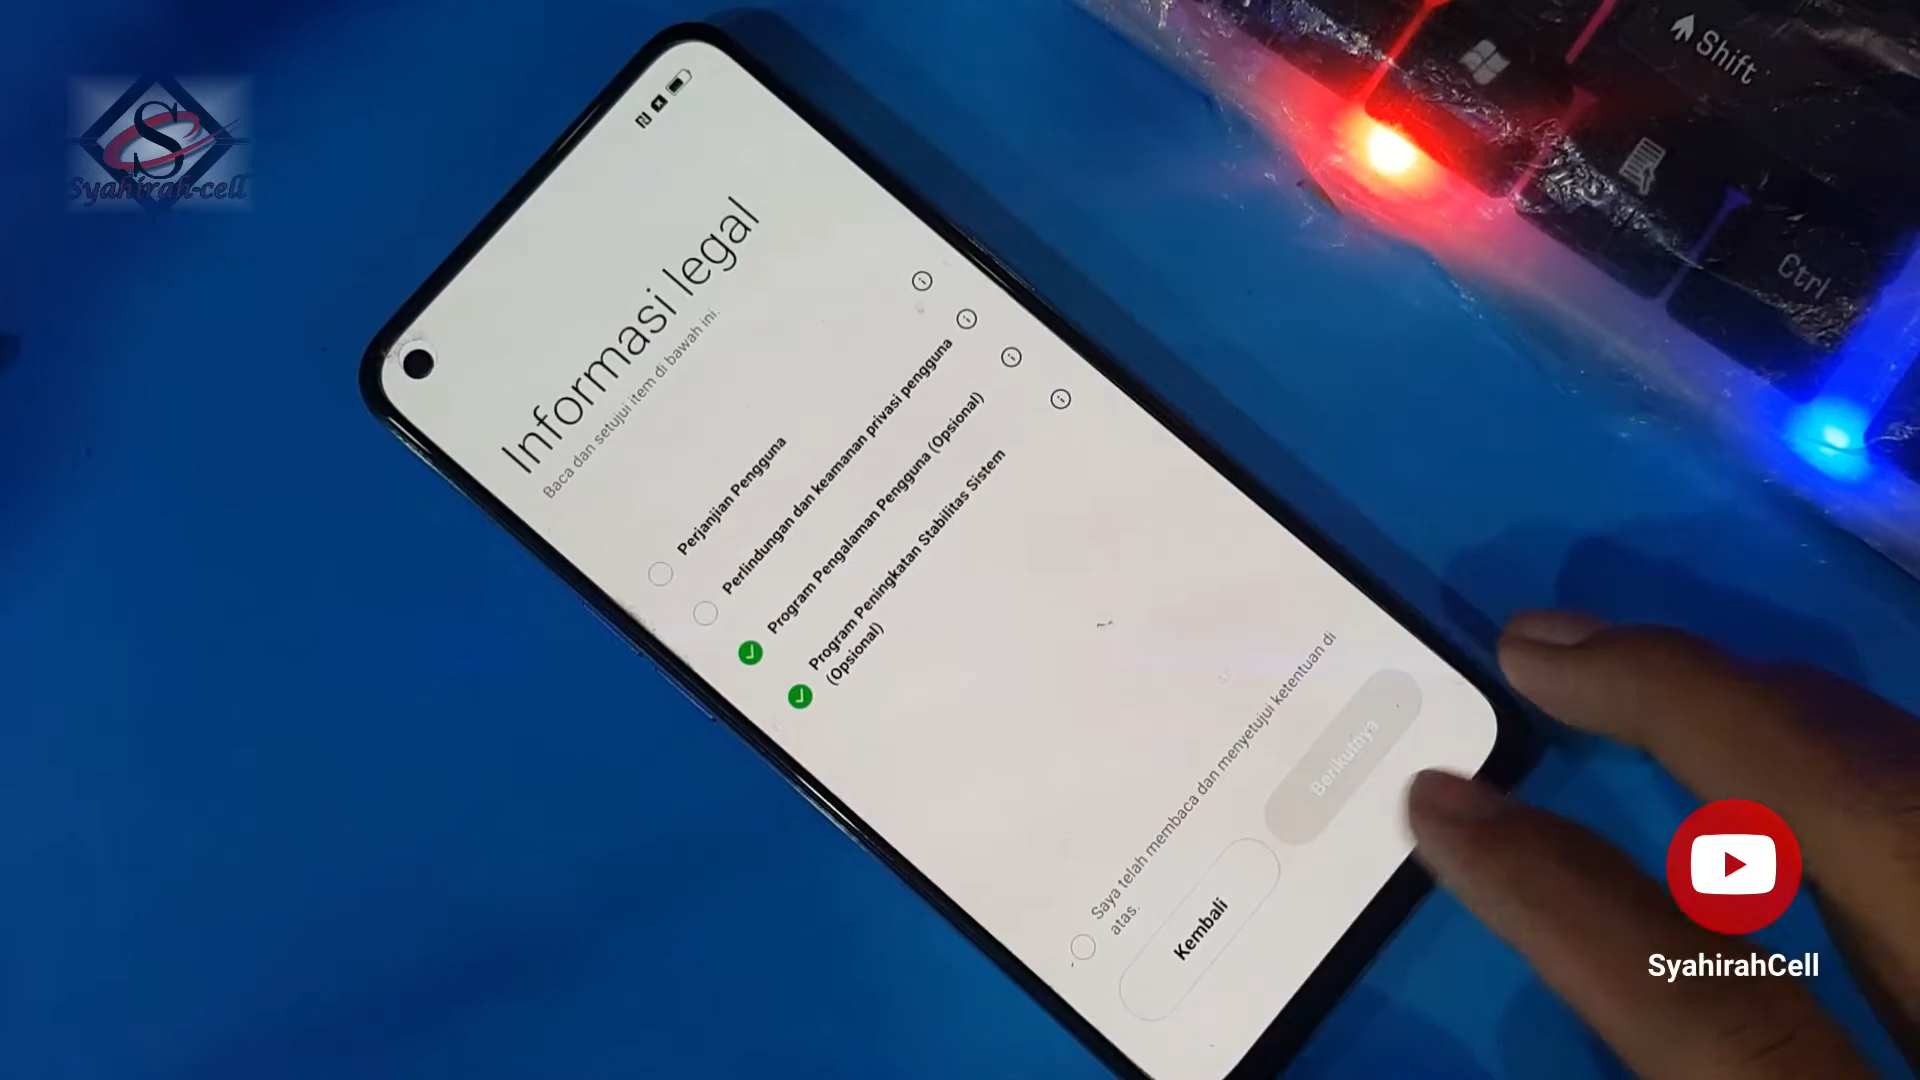 Syahirah-cell
Shift
Ctrl
Informasi legal
Baca dan setujui item di bawah ini.
Perjanjian Pengguna
Perlindungan dan keamanan privasi pengguna
Program Pengalaman Pengguna (Opsional)
Program Peningkatan Stabilitas Sistem
(Opsional)
Saya telah membaca dan menyetujui ketentuan di
atas.
Kembali
Berikutnya
SyahirahCell